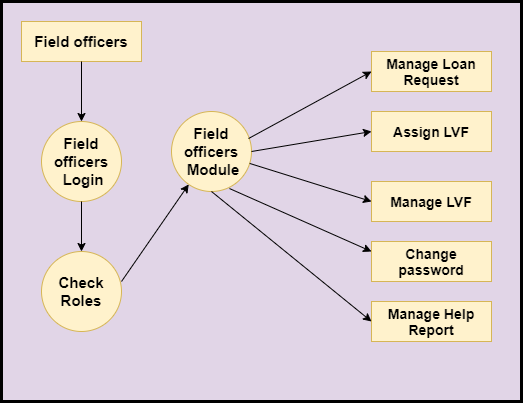 Field officers
Field
officers
Login
Check
Roles
Field
officers
Module
Manage Loan
Request
Assign LVF
Manage LVF
Change
password
Manage Help
Report